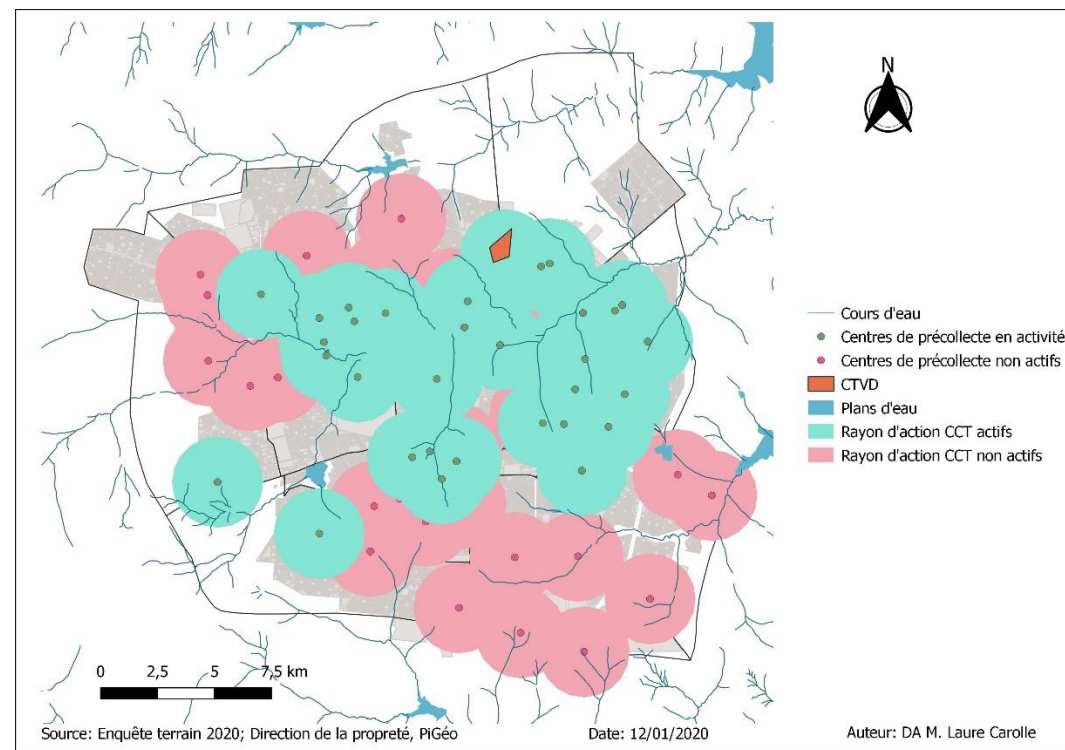 N
Cours d'eau
Centres de précollecte en activité
Centres de précollecte non actifs
CTVD
Plans d'eau
Rayon d'action CCT actifs
Rayon d'action CCT non actifs
0 2,5 5 7,5 km
Source: Enquête terrain 2020; Direction de la propreté, PiGéo Date: 12/01/2020 Auteur: DA M. Laure Carolle